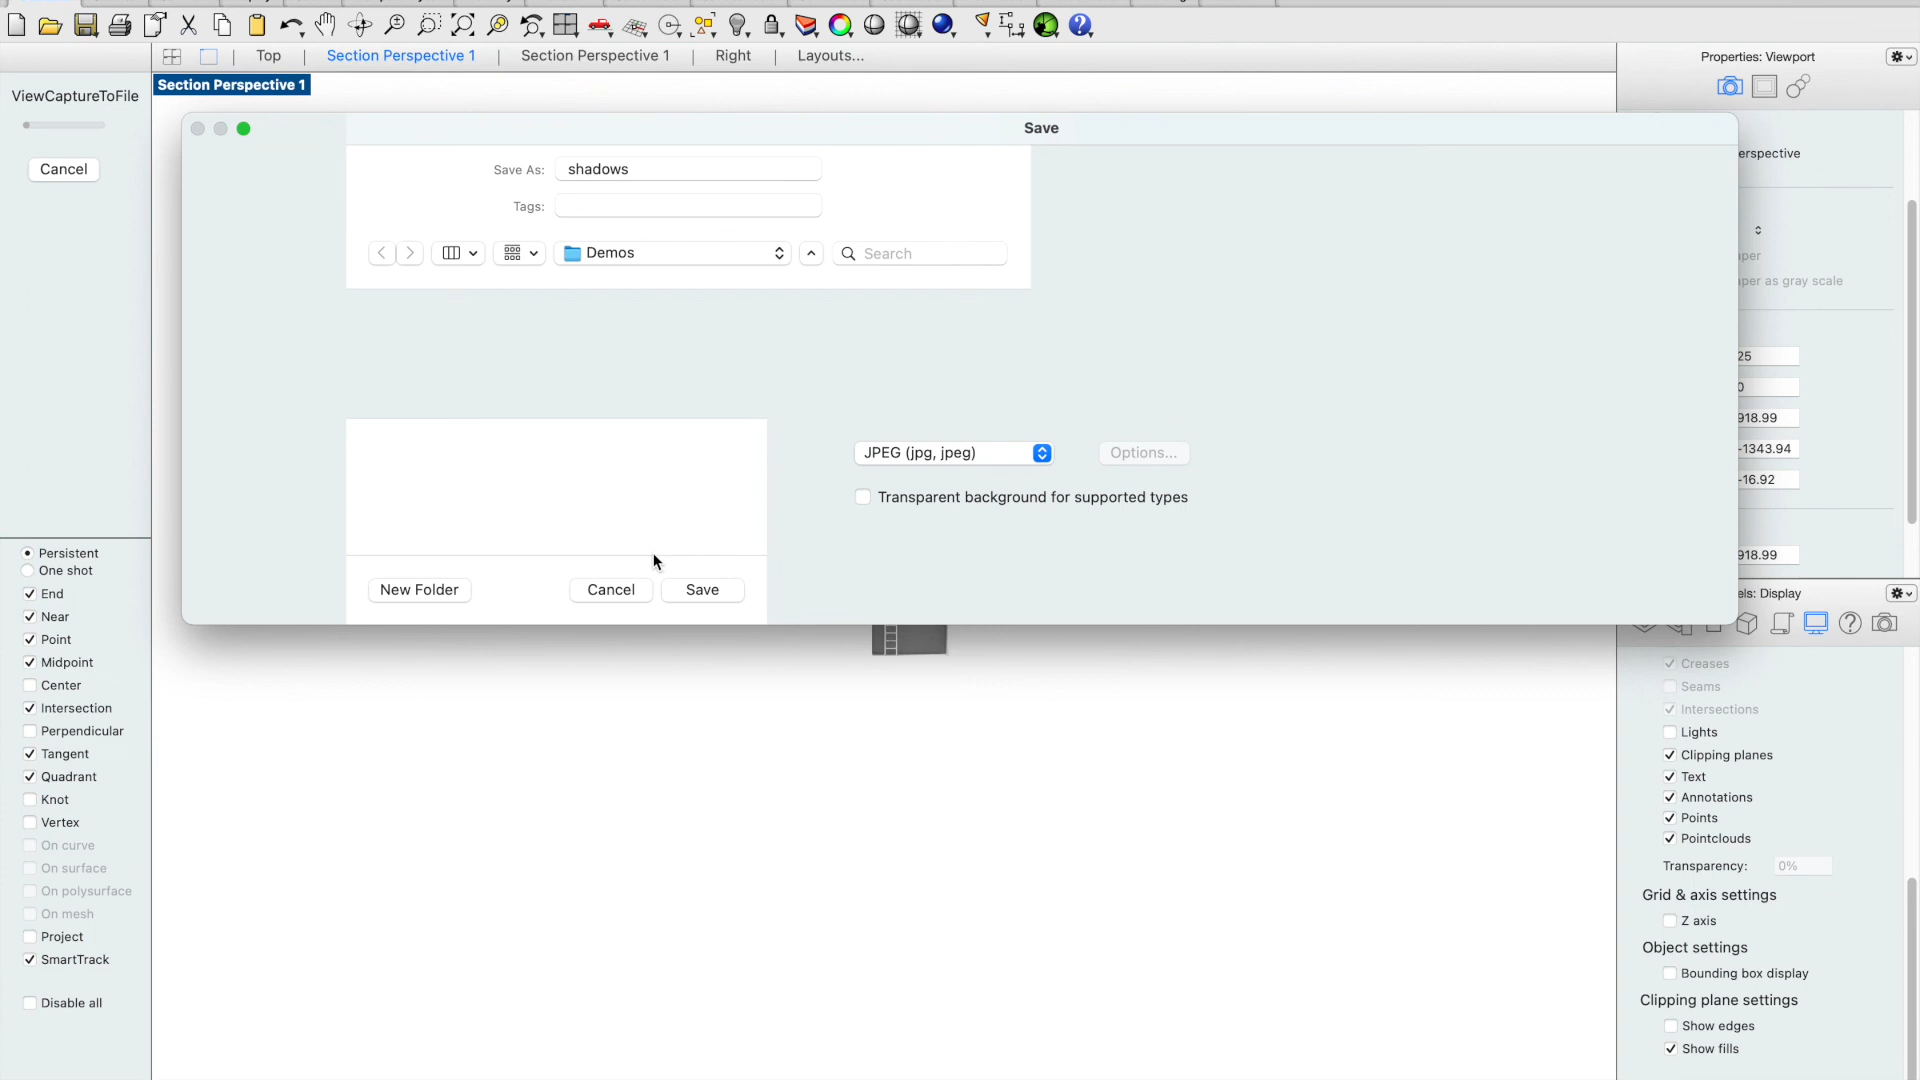 Top
Section Perspective 1
Section Perspective 1
Right
Layouts...
Properties: Viewport
Section Perspective 1
ViewCaptureToFile
Cancel
Save
Save As:
shadows
Tags:
Demos
Search
JPEG (jpg, jpeg)
Options...
Transparent background for supported types
New Folder
Cancel
Save
erspective
aper
aper as gray scale
25
0
918.99
-1343.94
-16.92
918.99
Persistent
One shot
End
Near
Point
Midpoint
Center
Intersection
Perpendicular
Tangent
Quadrant
Knot
Vertex
On curve
On surface
On polysurface
On mesh
Project
SmartTrack
Disable all
els: Display
Creases
Seams
Intersections
Lights
Clipping planes
Text
Annotations
Points
Pointclouds
Transparency:
0%
Grid & axis settings
Z axis
Object settings
Bounding box display
Clipping plane settings
Show edges
Show fills